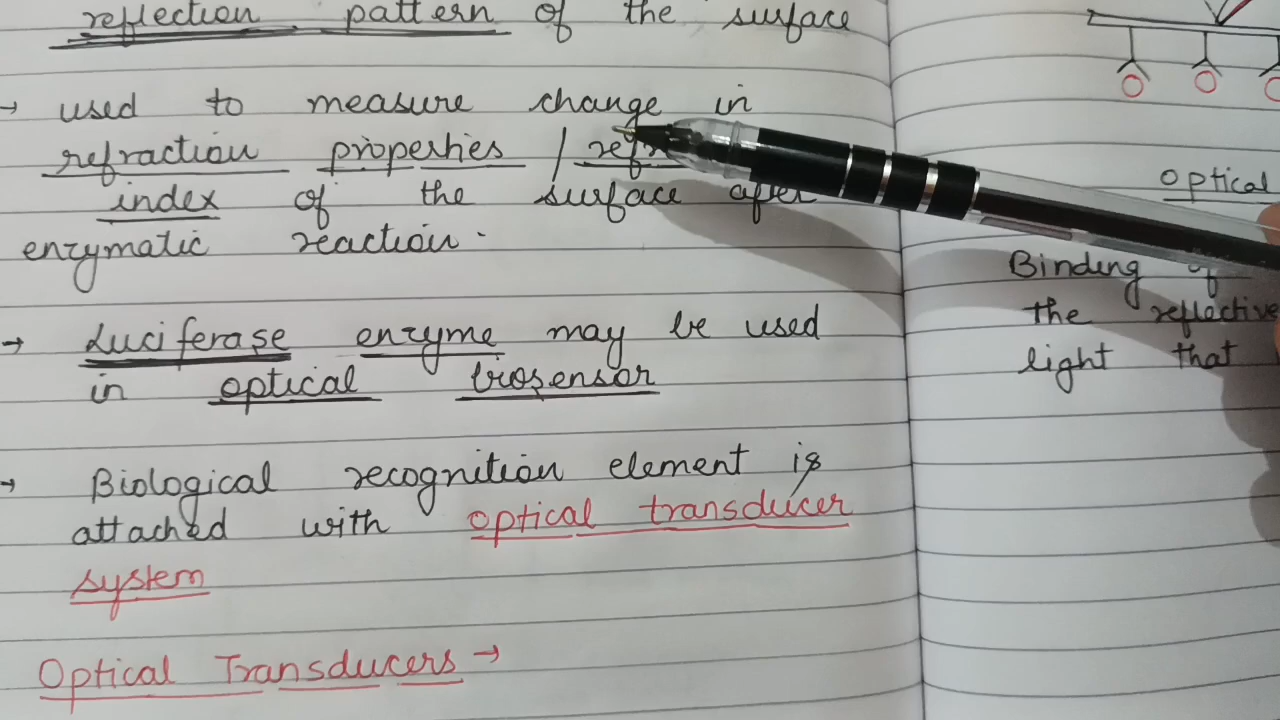 reflection pattern of the surface
→ used to measure change in
refraction properties /
index of the surface after
enzymatic reaction.
→ Luciferase enzyme may be used
in optical biosensor
→ Biological recognition element is
attached with optical transducer
system
Optical Transducers →
optical
Binding of
the reflective
light that